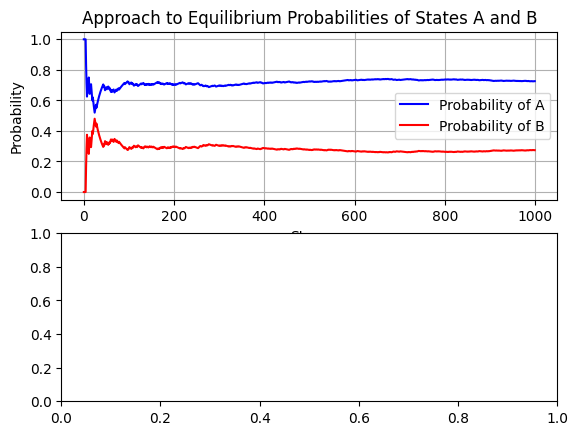 Approach to Equilibrium Probabilities of States A and B
Probability
1.0
0.8
0.6
0.4
0.2
0.0
Probability of A
Probability of B
0 200 400 600 800 1000
1.0
0.8
0.6
0.4
0.2
0.0
0.0 0.2 0.4 0.6 0.8 1.0